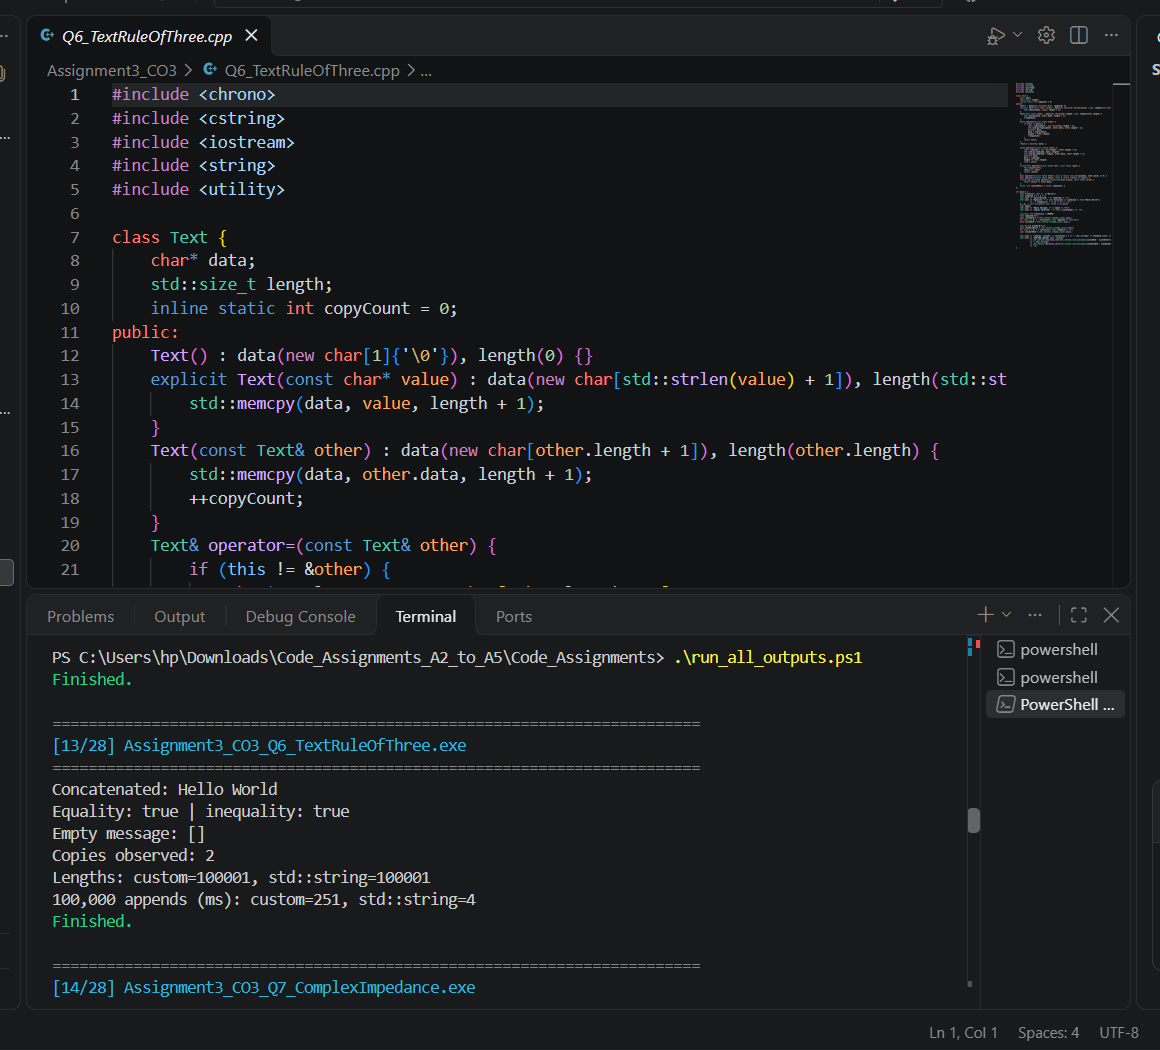 Q6_TextRuleOfThree.cpp
Assignment3_CO3 > Q6_TextRuleOfThree.cpp > ...
1 #include <chrono>
2 #include <cstring>
3 #include <iostream>
4 #include <string>
5 #include <utility>
6
7 class Text {
8 char* data;
9 std::size_t length;
10 inline static int copyCount = 0;
11 public:
12 Text() : data(new char[1]{'\0'}), length(0) {}
13 explicit Text(const char* value) : data(new char[std::strlen(value) + 1]), length(std::st
14 std::memcpy(data, value, length + 1);
15 }
16 Text(const Text& other) : data(new char[other.length + 1]), length(other.length) {
17 std::memcpy(data, other.data, length + 1);
18 ++copyCount;
19 }
20 Text& operator=(const Text& other) {
21 if (this != &other) {
Problems Output Debug Console Terminal Ports
PS C:\Users\hp\Downloads\Code_Assignments_A2_to_A5\Code_Assignments> .\run_all_outputs.ps1
Finished.
========================================================================
[13/28] Assignment3_CO3_Q6_TextRuleOfThree.exe
========================================================================
Concatenated: Hello World
Equality: true | inequality: true
Empty message: []
Copies observed: 2
Lengths: custom=100001, std::string=100001
100,000 appends (ms): custom=251, std::string=4
Finished.
========================================================================
[14/28] Assignment3_CO3_Q7_ComplexImpedance.exe
powershell
powershell
PowerShell ...
Ln 1, Col 1 Spaces: 4 UTF-8